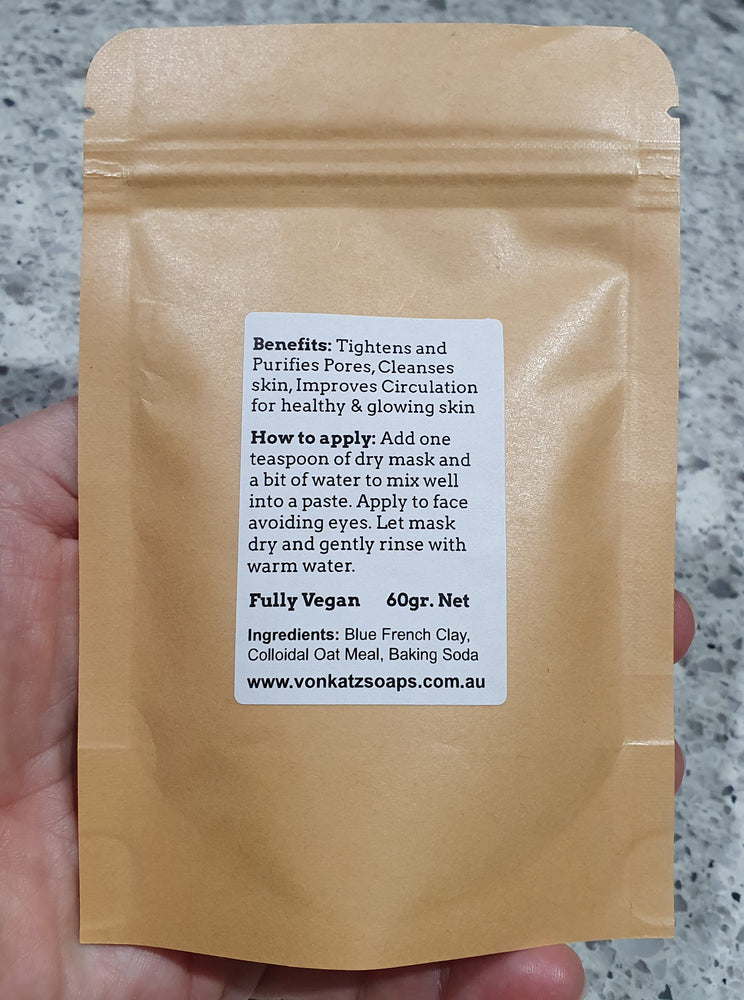 Benefits: Tightens and
Purifies Pores, Cleanses
skin, Improves Circulation
for healthy & glowing skin
How to apply: Add one
teaspoon of dry mask and
a bit of water to mix well
into a paste. Apply to face
avoiding eyes. Let mask
dry and gently rinse with
warm water.
Fully Vegan 60gr. Net
Ingredients: Blue French Clay,
Colloidal Oat Meal, Baking Soda
www.vonkatzsoaps.com.au